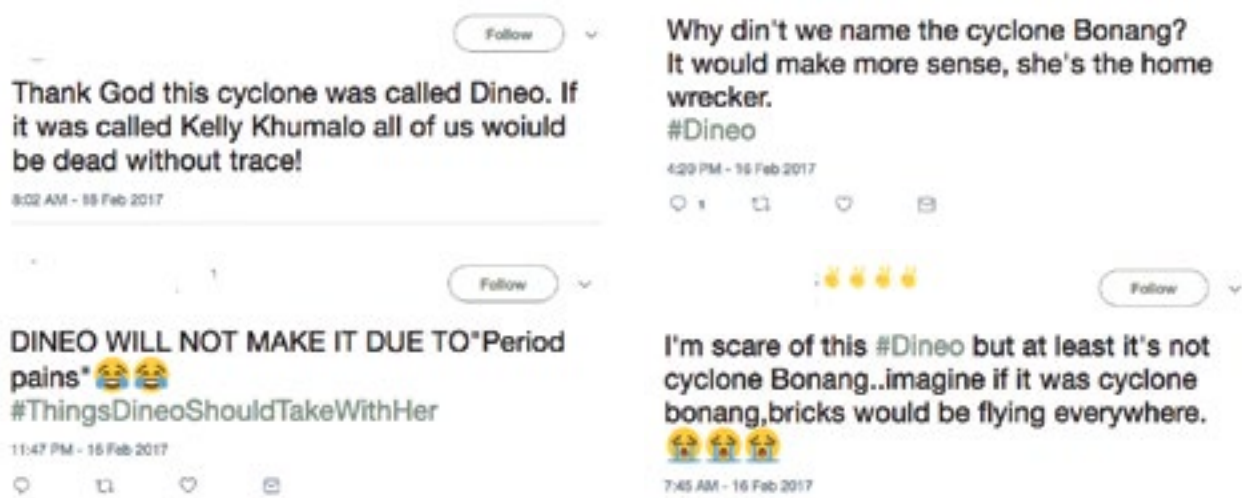 Follow
Thank God this cyclone was called Dineo. If
it was called Kelly Khumalo all of us woiuld
be dead without trace!
8:02 AM - 16 Feb 2017
Why din't we name the cyclone Bonang?
It would make more sense, she's the home
wrecker.
#Dineo
4:29 PM - 16 Feb 2017
1
Follow
DINEO WILL NOT MAKE IT DUE TO"Period
pains"😂😂
#ThingsDineoShouldTakeWithHer
11:47 PM - 16 Feb 2017
✌✌✌✌
Follow
I'm scare of this #Dineo but at least it's not
cyclone Bonang..imagine if it was cyclone
bonang,bricks would be flying everywhere.
😭😭😭
7:45 AM - 16 Feb 2017